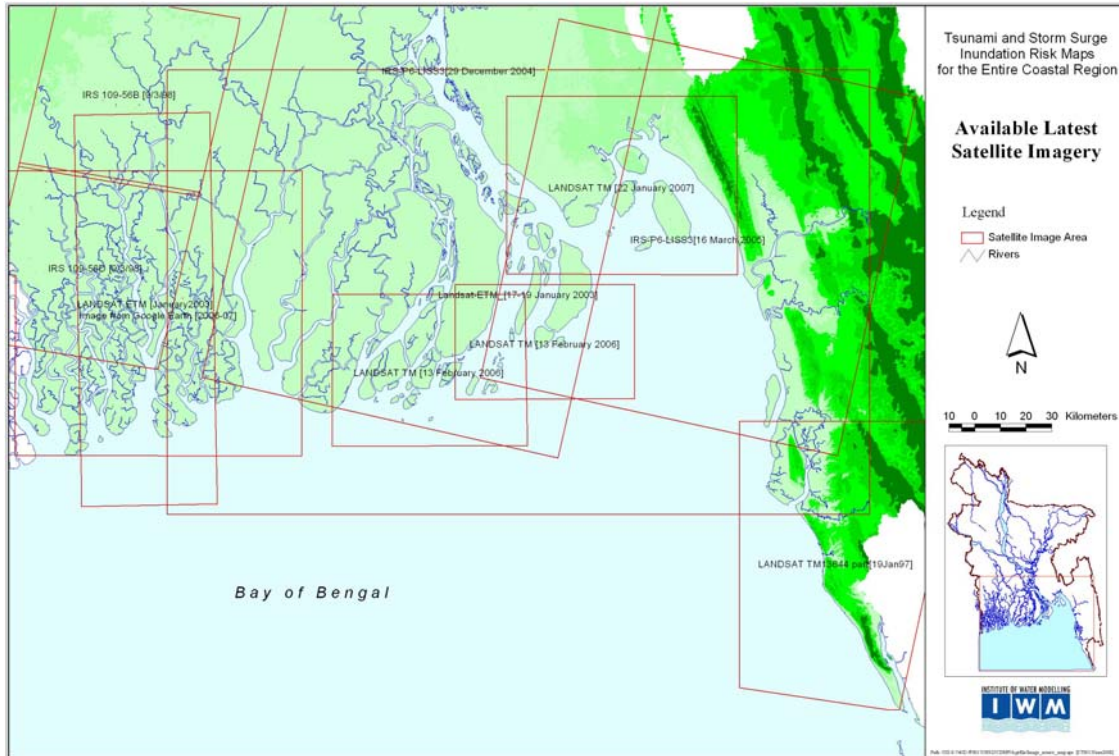 Tsunami and Storm Surge
Inundation Risk Maps
for the Entire Coastal Region
Available Latest
Satellite Imagery
Legend
Satellite Image Area
Rivers
N
10 0 10 20 30 Kilometers
INSTITUTE OF WATER MODELLING
IWM
IRS-P6-LISS3[29 December 2004]
IRS 109-56B [9/3/98]
LANDSAT TM [22 January 2007]
IRS-P6-LISS3[16 March,2005]
IRS 109-56D
LANDSAT ETM [January2003]
Image from Google Earth [2006-07]
Landsat-ETM [17-19 January 2003]
LANDSAT TM [13 February 2006]
LANDSAT TM [13 February, 2006]
LANDSAT TM13644 part[19Jan97]
Bay of Bengal